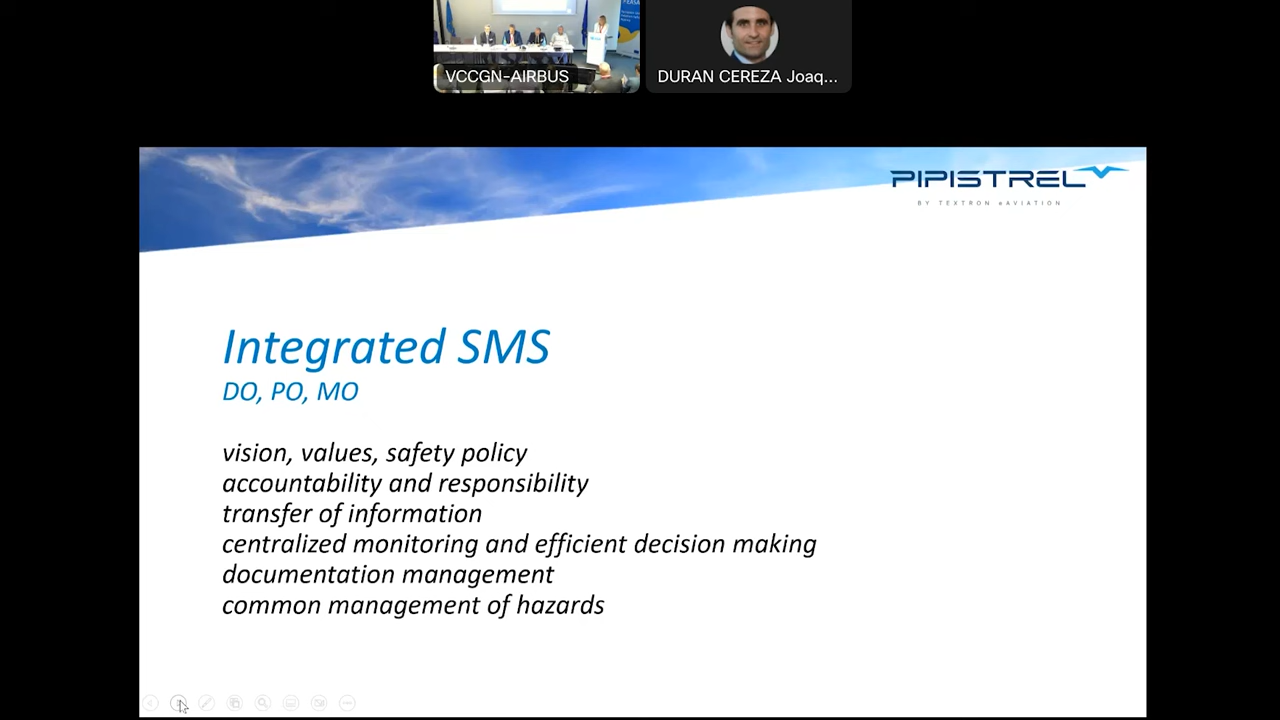 VCCGN-AIRBUS
DURAN CEREZA Joaq...
PIPISTREL
BY TEXTRON eAVIATION
Integrated SMS
DO, PO, MO
vision, values, safety policy
accountability and responsibility
transfer of information
centralized monitoring and efficient decision making
documentation management
common management of hazards